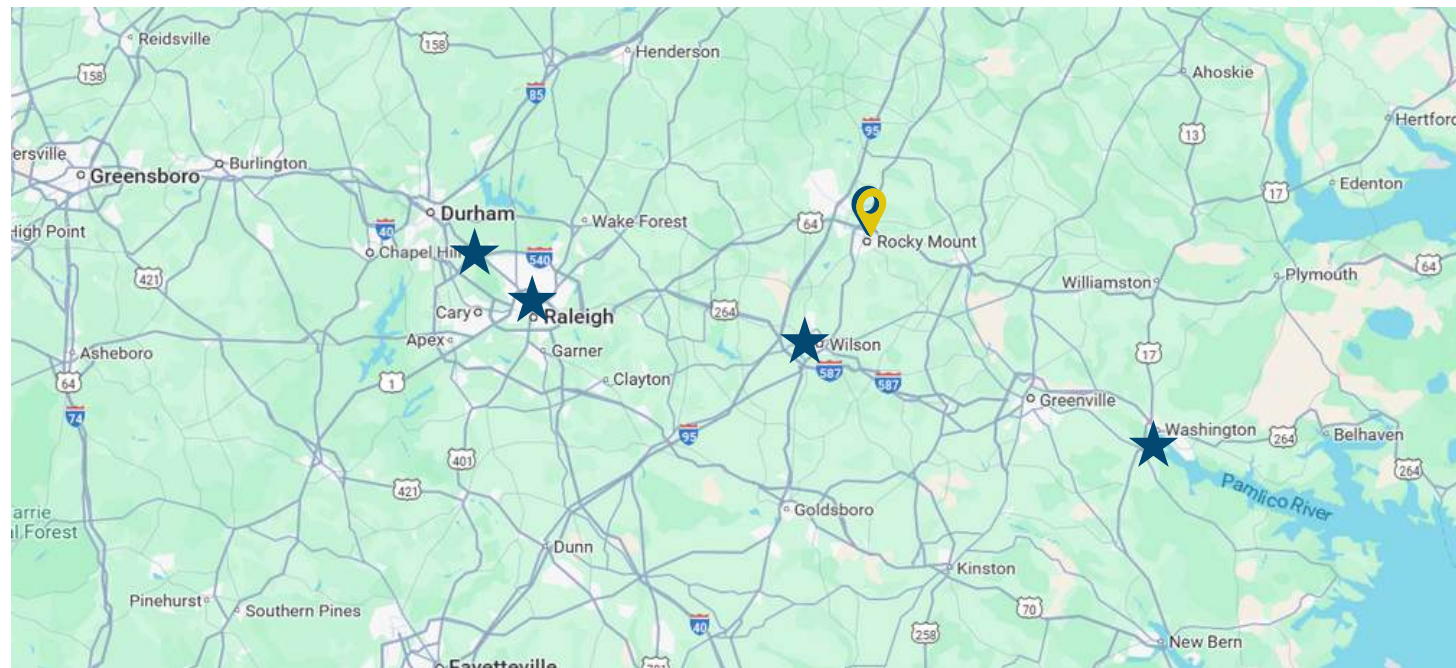 Reidsville
158
Henderson
Ahoskie
158
85
Hertford
95
13
ersville
Burlington
Greensboro
Edenton
17
Durham
Wake Forest
64
High Point
40
Rocky Mount
Chapel Hill
540
64
421
Williamston
Plymouth
Cary
Raleigh
264
Apex
Garner
Wilson
Asheboro
17
64
Clayton
587
587
1
74
Greenville
Washington
95
264
Belhaven
401
264
421
Pamlico River
arrie
al Forest
Goldsboro
Dunn
Kinston
Pinehurst
Southern Pines
70
40
258
New Bern
Fayetteville